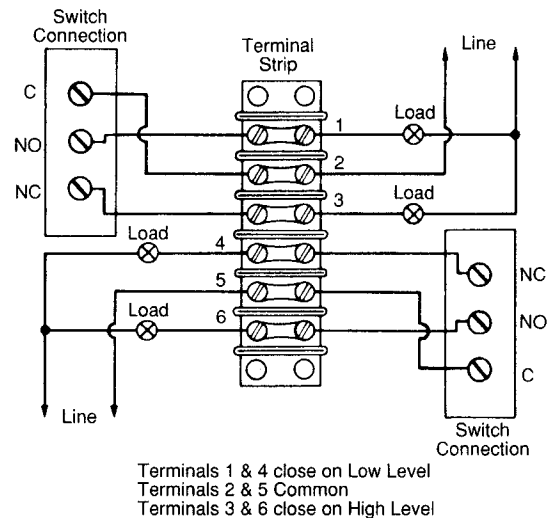 Switch
Connection
Terminal
Strip
Line
C
NO
NC
1
Load
2
3
Load
4
Load
5
6
Load
NC
NO
C
Line
Switch
Connection
Terminals 1 & 4 close on Low Level
Terminals 2 & 5 Common
Terminals 3 & 6 close on High Level